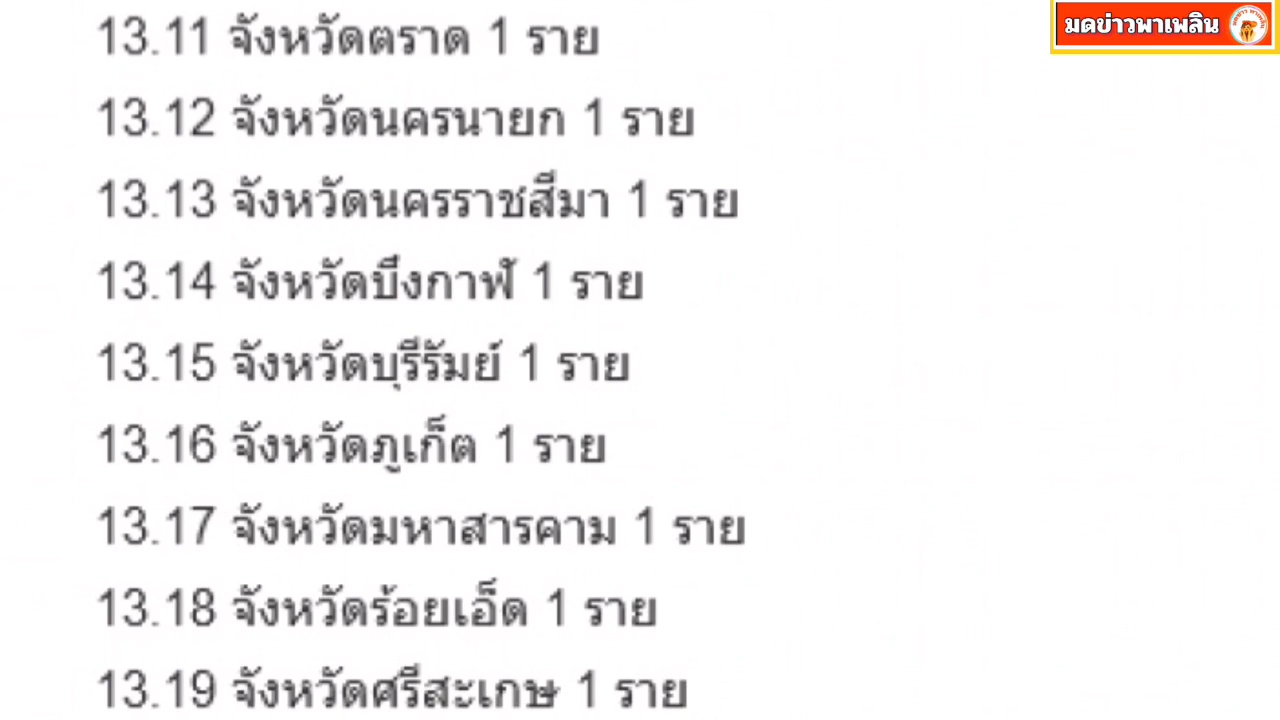 มดข่าวพาเพลิน
13.11 จังหวัดตราด 1 ราย
13.12 จังหวัดนครนายก 1 ราย
13.13 จังหวัดนครราชสีมา 1 ราย
13.14 จังหวัดบึงกาฬ 1 ราย
13.15 จังหวัดบุรีรัมย์ 1 ราย
13.16 จังหวัดภูเก็ต 1 ราย
13.17 จังหวัดมหาสารคาม 1 ราย
13.18 จังหวัดร้อยเอ็ด 1 ราย
13.19 จังหวัดศรีสะเกษ 1 ราย